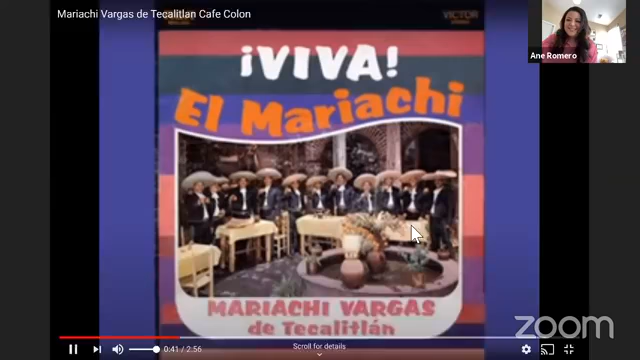 Mariachi Vargas de Tecalitlan Cafe Colon
VICTOR
¡VIVA!
El Mariachi
MARIACHI VARGAS
de Tecalitlán
Ane Romero
zoom
0:41 / 2:56
Scroll for details